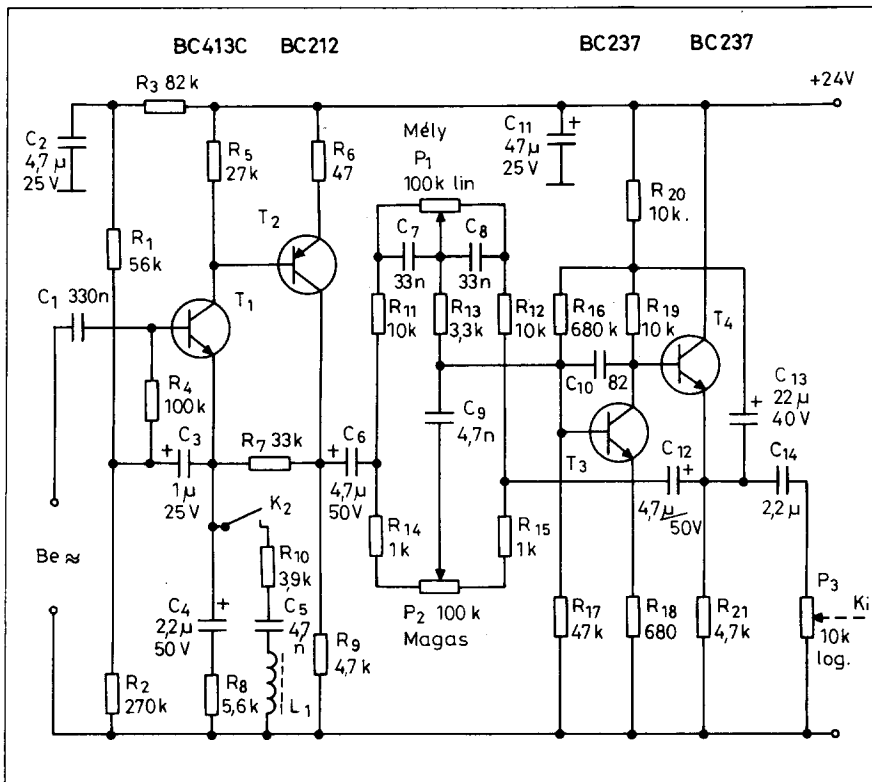 BC413C BC212 BC237 BC237
R3 82k
+24V
C2
4,7µ
25V
R5
27k
R6
47
Mély
P1
100k lin
C11 +
47µ
25V
R20
10k.
T2
C7
33n
C8
33n
R1
56k
C1 330n
T1
R11
10k
R13
3,3k
R12
10k
R16
680k
R19
10k
T4
R4
100k
C10 82
C13
+
22µ
40V
C9
4,7n
T3
+ C3
1µ
25V
R7 33k
+ C6
4,7µ
50V
C12
+
4,7µ
50V
C14
2,2µ
K2
R14
1k
R15
1k
Be≈
R10
3,9k
C4 +
2,2µ
50V
C5
4,7
n
P2 100k
Magas
R17
47k
R18
680
R21
4,7k
P3
Ki
10k
log.
R9
4,7k
R2
270k
R8
5,6k
L1